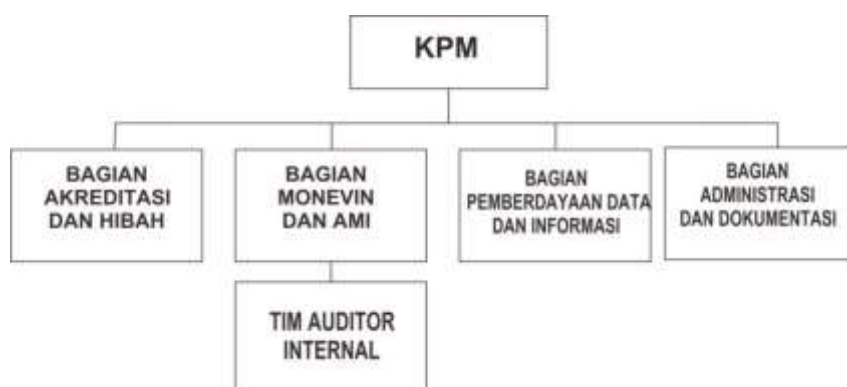 KPM
BAGIAN
AKREDITASI
DAN HIBAH
BAGIAN
MONEVIN
DAN AMI
BAGIAN
PEMBERDAYAAN DATA
DAN INFORMASI
BAGIAN
ADMINISTRASI
DAN DOKUMENTASI
TIM AUDITOR
INTERNAL